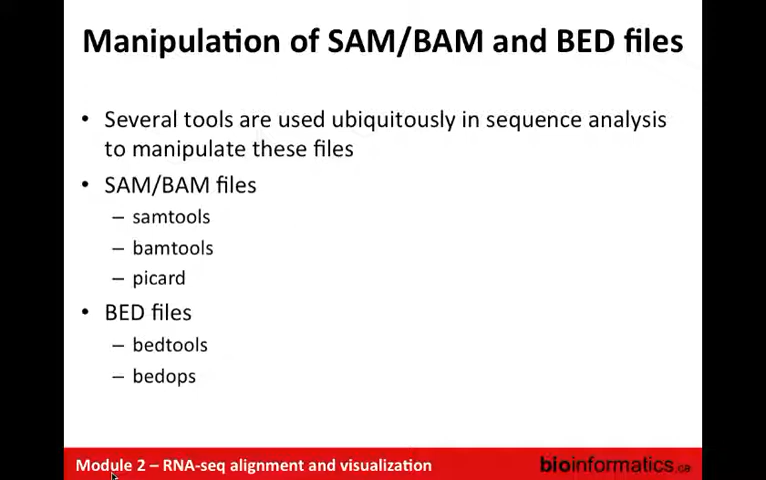 Manipulation of SAM/BAM and BED files
• Several tools are used ubiquitously in sequence analysis
to manipulate these files
• SAM/BAM files
– samtools
– bamtools
– picard
• BED files
– bedtools
– bedops
Module 2 – RNA-seq alignment and visualization
bioinformatics.ca